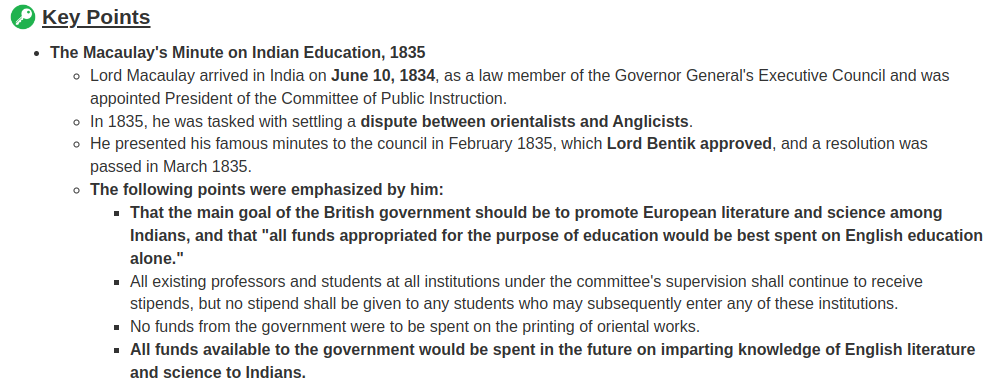 Key Points
The Macaulay's Minute on Indian Education, 1835
Lord Macaulay arrived in India on June 10, 1834, as a law member of the Governor General's Executive Council and was
appointed President of the Committee of Public Instruction.
In 1835, he was tasked with settling a dispute between orientalists and Anglicists.
He presented his famous minutes to the council in February 1835, which Lord Bentik approved, and a resolution was
passed in March 1835.
The following points were emphasized by him:
That the main goal of the British government should be to promote European literature and science among
Indians, and that "all funds appropriated for the purpose of education would be best spent on English education
alone."
All existing professors and students at all institutions under the committee's supervision shall continue to receive
stipends, but no stipend shall be given to any students who may subsequently enter any of these institutions.
No funds from the government were to be spent on the printing of oriental works.
All funds available to the government would be spent in the future on imparting knowledge of English literature
and science to Indians.